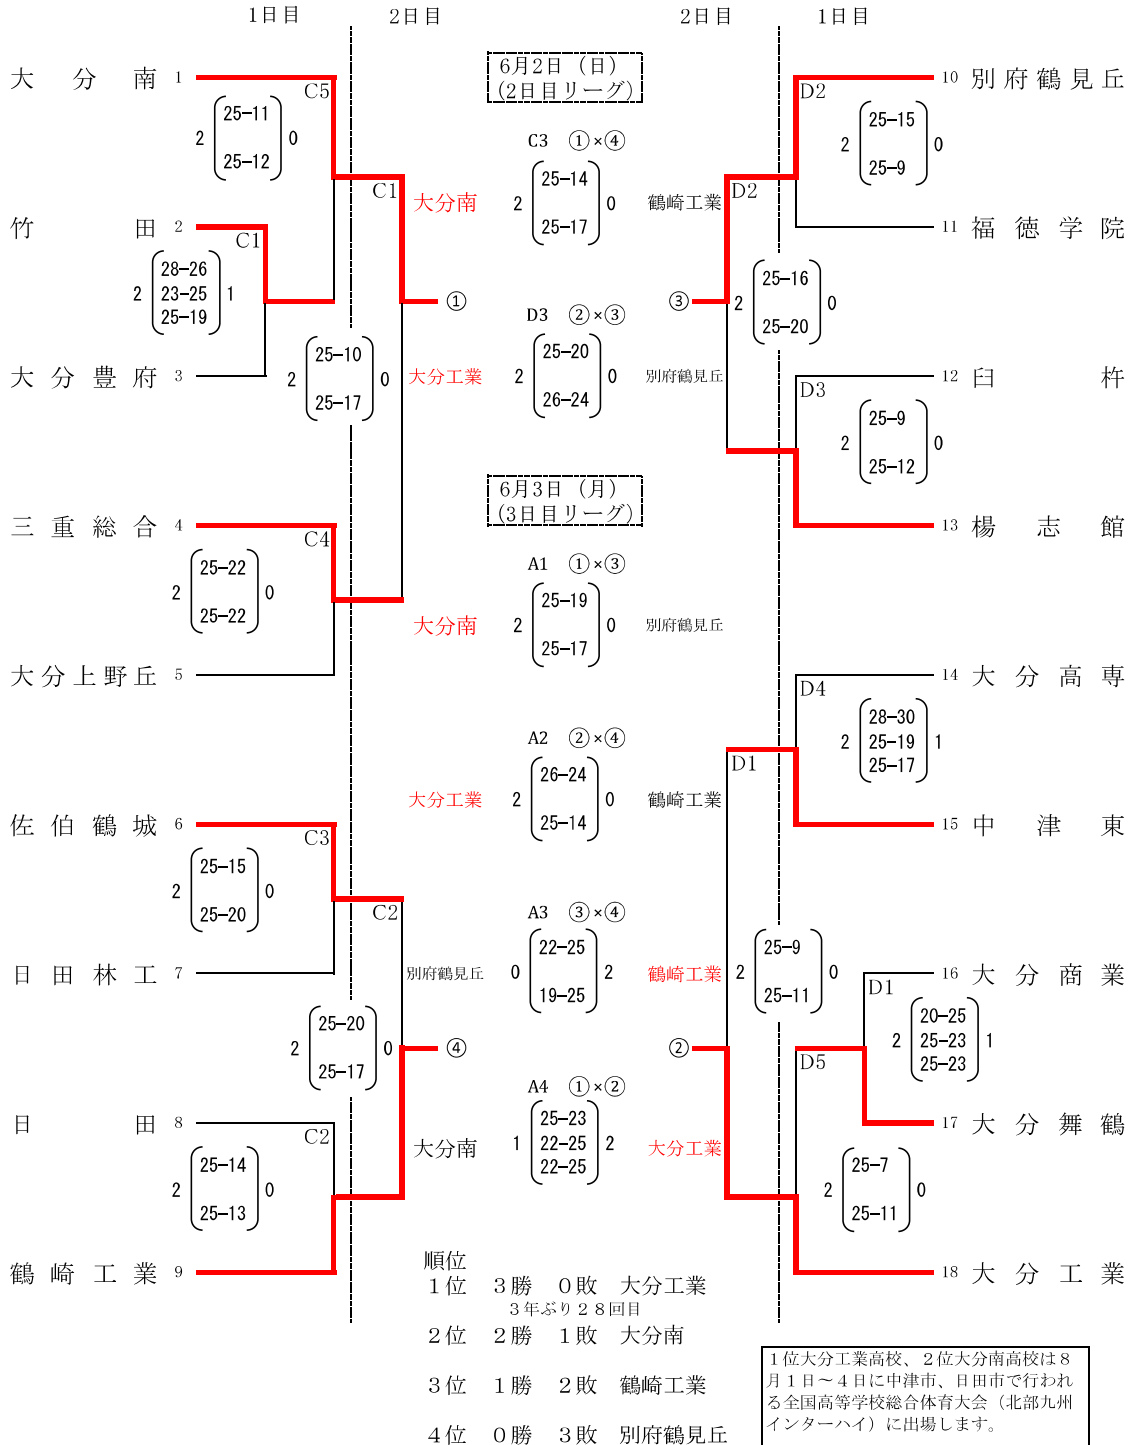 1日目 2日目 2日目 1日目
6月2日（日）
(2日目リーグ)
大分南 1
C5
25-11
2 0
25-12
竹田 2
C1
28-26
2 23-25 1
25-19
大分豊府 3
C1
25-10
2 0
25-17
①
三重総合 4
C4
25-22
2 0
25-22
大分上野丘 5
佐伯鶴城 6
C3
25-15
2 0
25-20
日田林工 7
C2
25-20
2 0
25-17
④
日田 8
C2
25-14
2 0
25-13
鶴崎工業 9
C3 ①×④
25-14
大分南 2 0 鶴崎工業
25-17
D3 ②×③
25-20
大分工業 2 0 別府鶴見丘
26-24
6月3日（月）
(3日目リーグ)
A1 ①×③
25-19
大分南 2 0 別府鶴見丘
25-17
A2 ②×④
26-24
大分工業 2 0 鶴崎工業
25-14
A3 ③×④
22-25
別府鶴見丘 0 2 鶴崎工業
19-25
A4 ①×②
25-23
大分南 1 22-25 2 大分工業
22-25
10 別府鶴見丘
D2
25-15
2 0
25-9
11 福徳学院
D2
25-16
③ 2 0
25-20
12 臼杵
D3
25-9
2 0
25-12
13 楊志館
14 大分高専
D4
28-30
2 25-19 1
25-17
15 中津東
D1
25-9
2 0
25-11
②
16 大分商業
D1
20-25
2 25-23 1
25-23
17 大分舞鶴
D5
25-7
2 0
25-11
18 大分工業
順位
1位 3勝 0敗 大分工業
3年ぶり28回目
2位 2勝 1敗 大分南
3位 1勝 2敗 鶴崎工業
4位 0勝 3敗 別府鶴見丘
1位大分工業高校、2位大分南高校は8
月1日～4日に中津市、日田市で行われ
る全国高等学校総合体育大会（北部九州
インターハイ）に出場します。